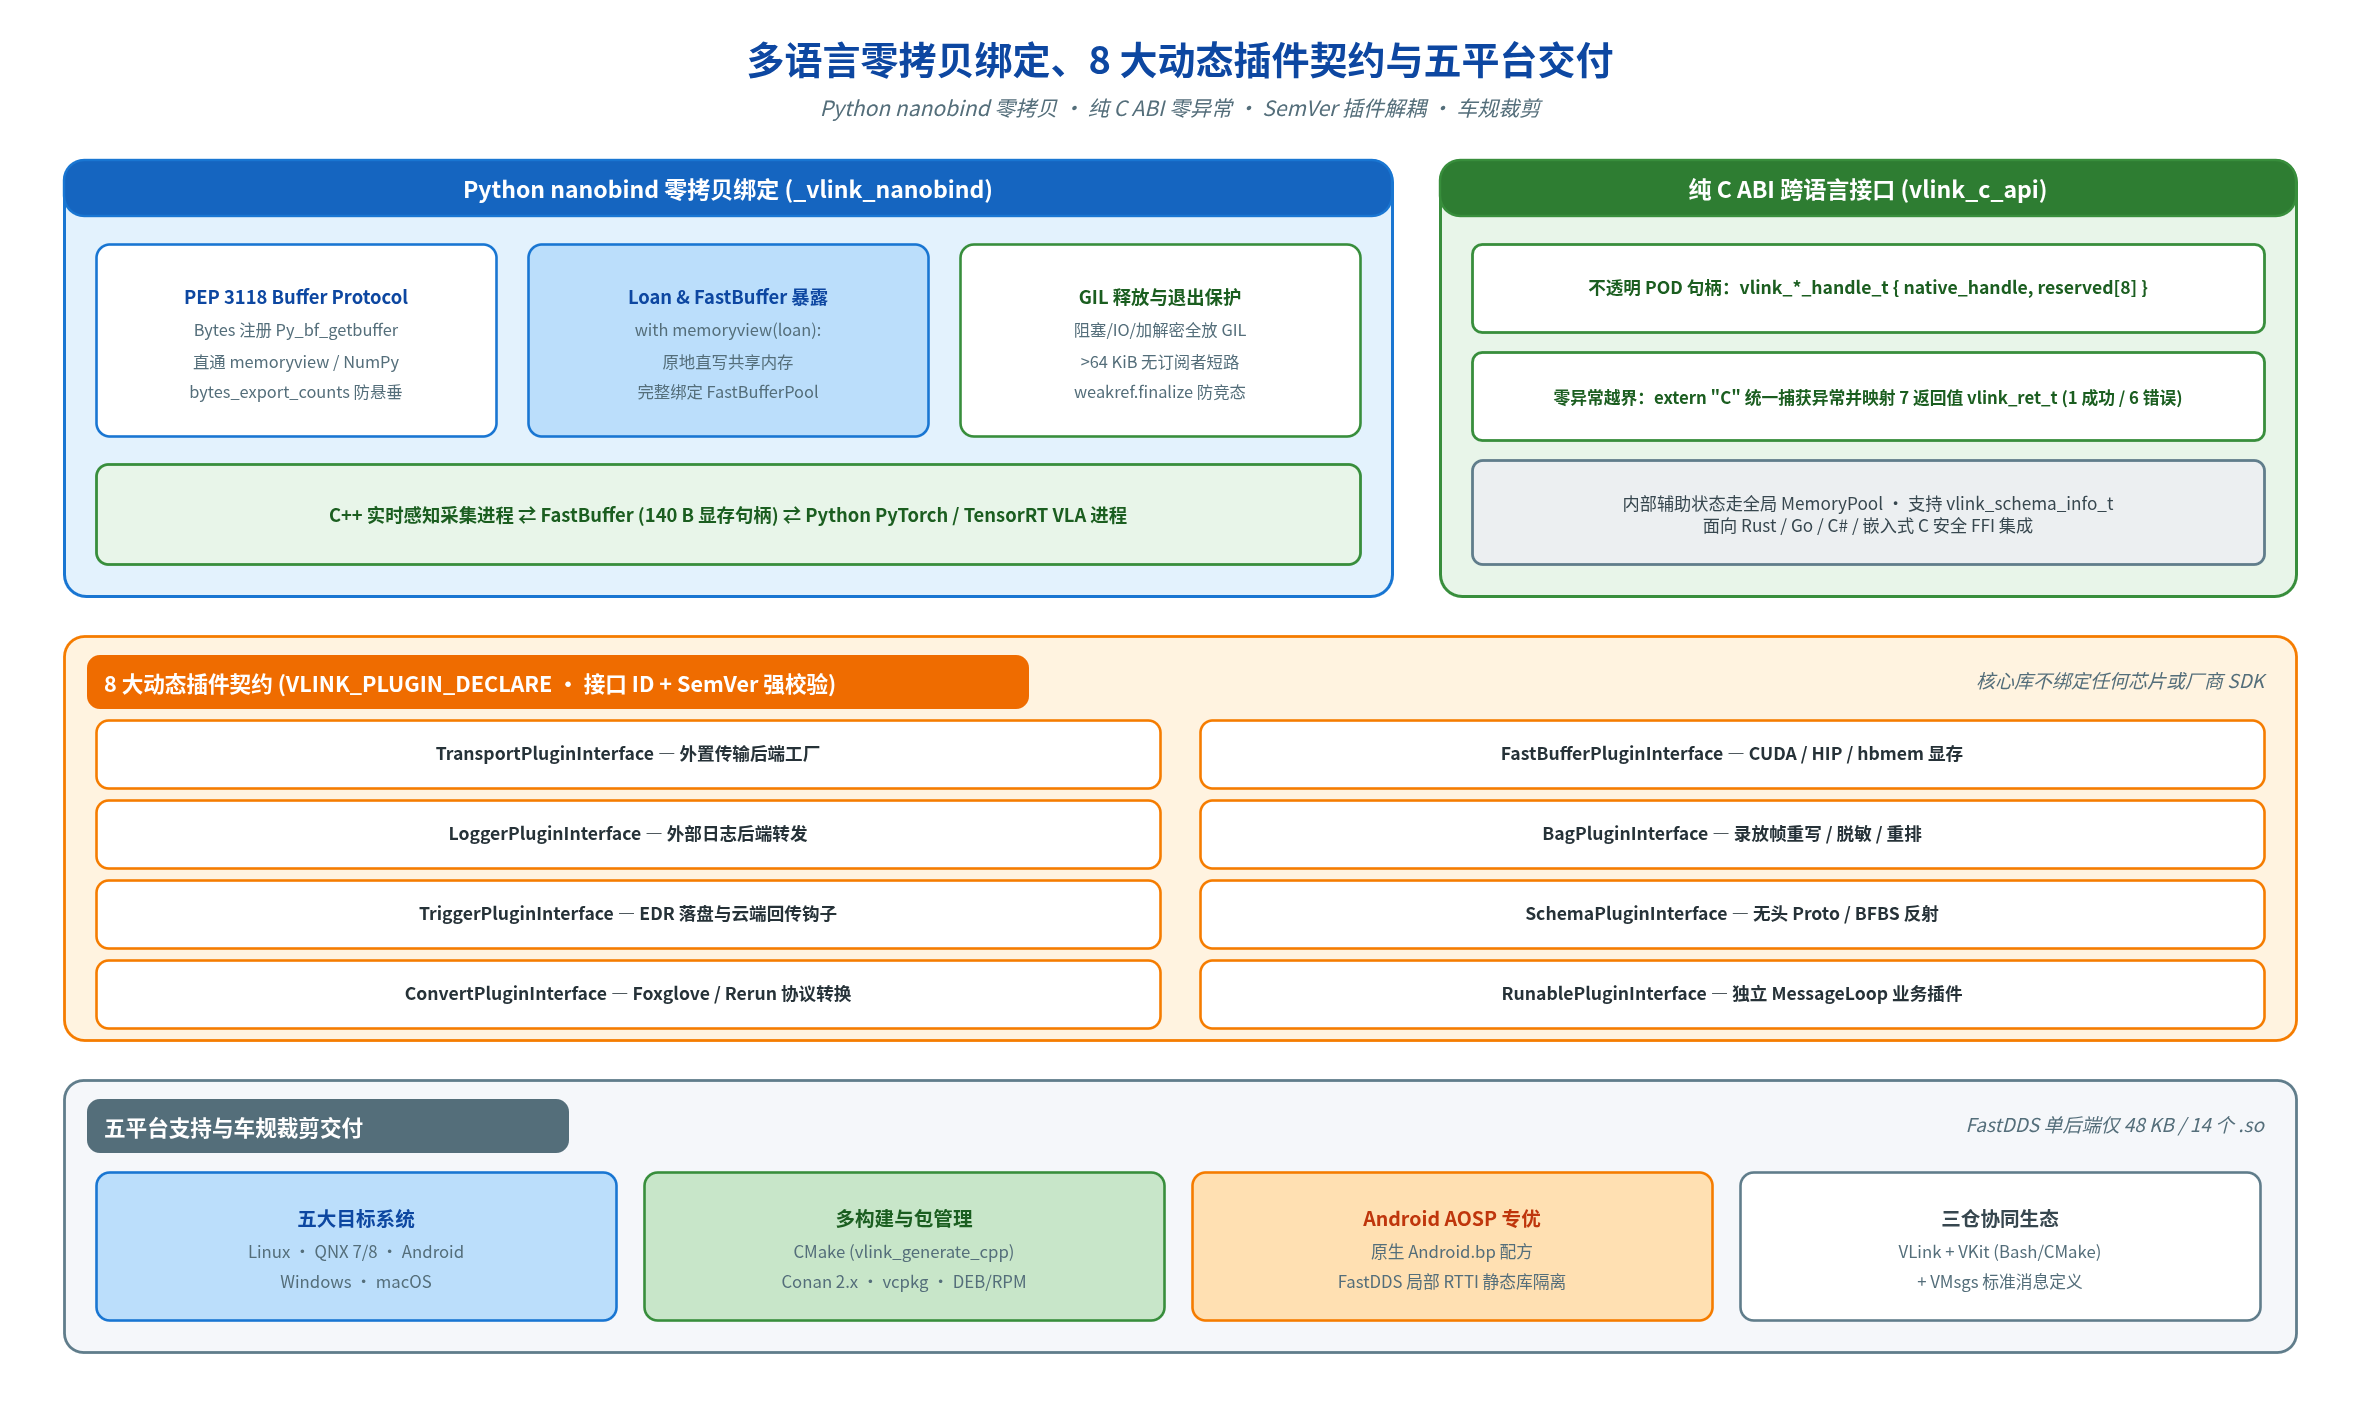 多语言零拷贝绑定、8 大动态插件契约与五平台交付
Python nanobind 零拷贝 · 纯 C ABI 零异常 · SemVer 插件解耦 · 车规裁剪
Python nanobind 零拷贝绑定 (_vlink_nanobind)
PEP 3118 Buffer Protocol
Bytes 注册 Py_bf_getbuffer
直通 memoryview / NumPy
bytes_export_counts 防悬垂
Loan & FastBuffer 暴露
with memoryview(loan):
原地直写共享内存
完整绑定 FastBufferPool
GIL 释放与退出保护
阻塞/IO/加解密全放 GIL
>64 KiB 无订阅者短路
weakref.finalize 防竞态
C++ 实时感知采集进程 ⇄ FastBuffer (140 B 显存句柄) ⇄ Python PyTorch / TensorRT VLA 进程
纯 C ABI 跨语言接口 (vlink_c_api)
不透明 POD 句柄：vlink_*_handle_t { native_handle, reserved[8] }
零异常越界：extern "C" 统一捕获异常并映射 7 返回值 vlink_ret_t (1 成功 / 6 错误)
内部辅助状态走全局 MemoryPool · 支持 vlink_schema_info_t
面向 Rust / Go / C# / 嵌入式 C 安全 FFI 集成
8 大动态插件契约 (VLINK_PLUGIN_DECLARE · 接口 ID + SemVer 强校验)
核心库不绑定任何芯片或厂商 SDK
TransportPluginInterface — 外置传输后端工厂
FastBufferPluginInterface — CUDA / HIP / hbmem 显存
LoggerPluginInterface — 外部日志后端转发
BagPluginInterface — 录放帧重写 / 脱敏 / 重排
TriggerPluginInterface — EDR 落盘与云端回传钩子
SchemaPluginInterface — 无头 Proto / BFBS 反射
ConvertPluginInterface — Foxglove / Rerun 协议转换
RunablePluginInterface — 独立 MessageLoop 业务插件
五平台支持与车规裁剪交付
FastDDS 单后端仅 48 KB / 14 个 .so
五大目标系统
Linux · QNX 7/8 · Android
Windows · macOS
多构建与包管理
CMake (vlink_generate_cpp)
Conan 2.x · vcpkg · DEB/RPM
Android AOSP 专优
原生 Android.bp 配方
FastDDS 局部 RTTI 静态库隔离
三仓协同生态
VLink + VKit (Bash/CMake)
+ VMsgs 标准消息定义